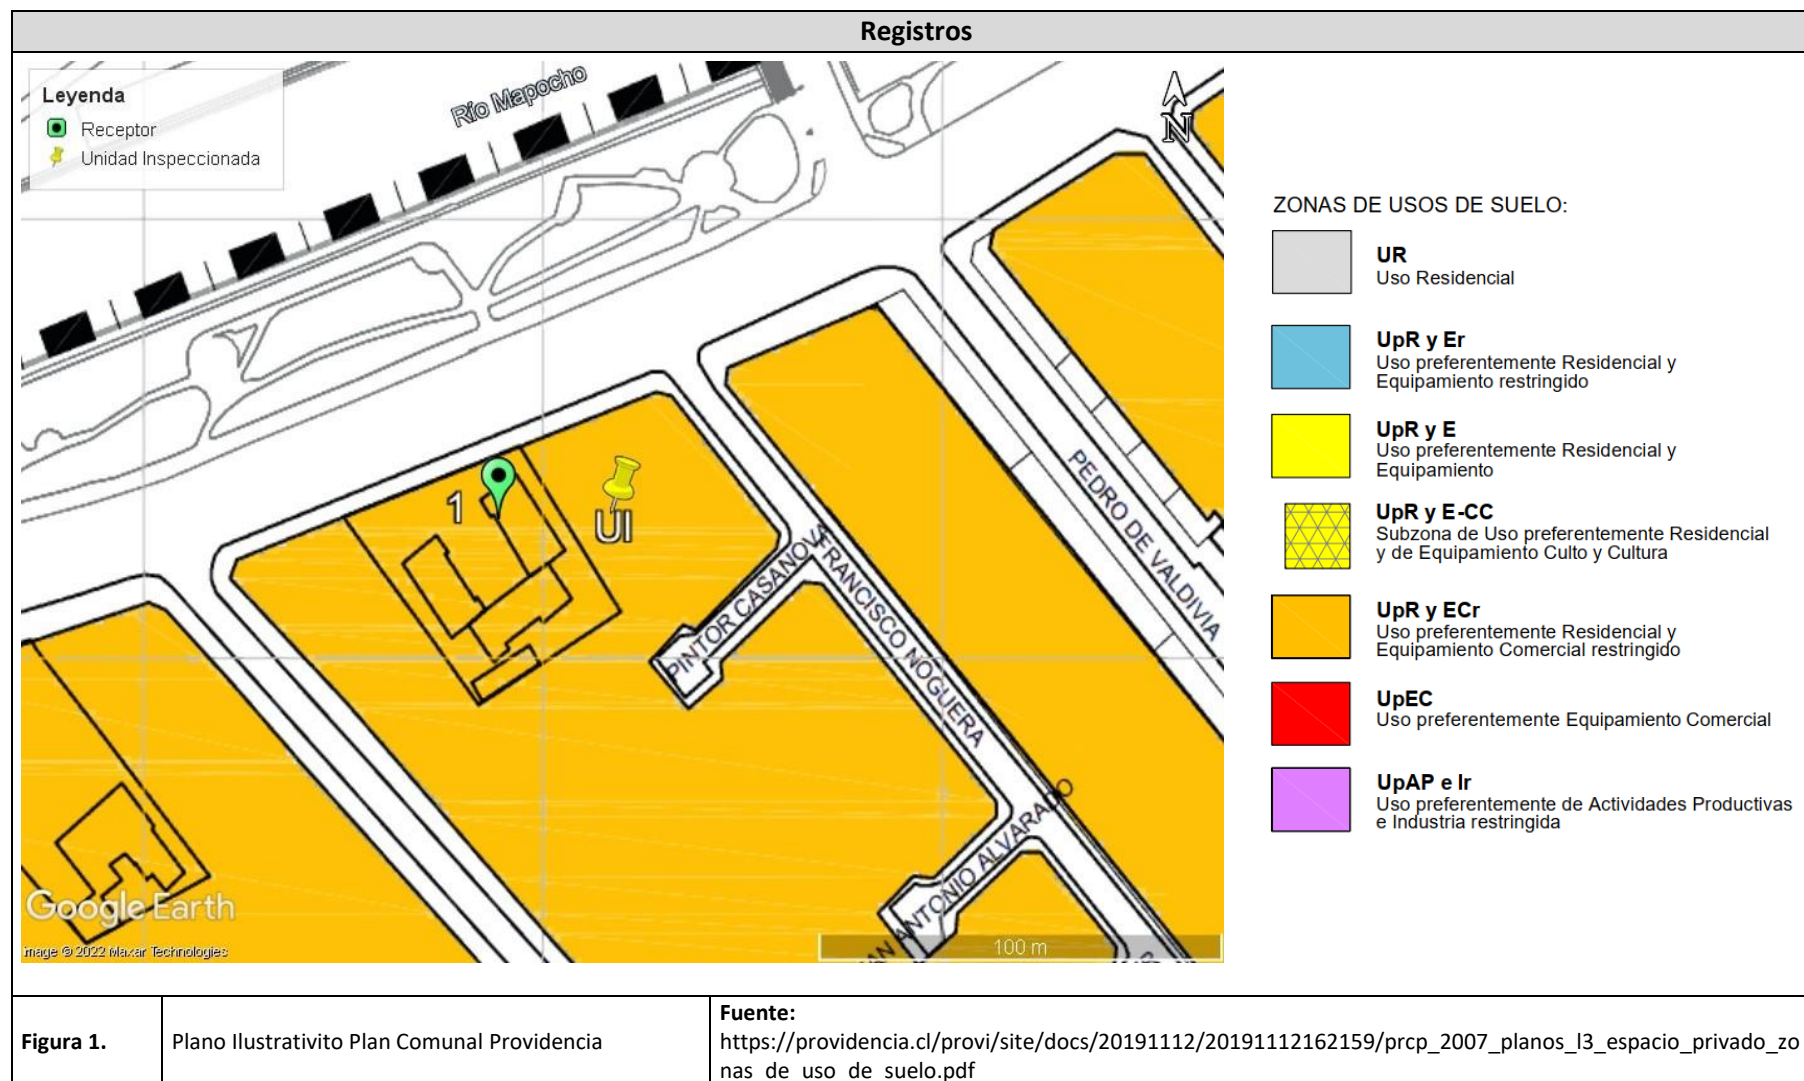 Registros
Leyenda
Receptor
Unidad Inspeccionada
Río Mapocho
N
1
UI
PINTOR CASANOVA
FRANCISCO NOGUERA
PEDRO DE VALDIVIA
ANTONIO ALVARADO
Google Earth
Image © 2022 Maxar Technologies
100 m
ZONAS DE USOS DE SUELO:
UR
Uso Residencial
UpR y Er
Uso preferentemente Residencial y
Equipamiento restringido
UpR y E
Uso preferentemente Residencial y
Equipamiento
UpR y E-CC
Subzona de Uso preferentemente Residencial
y de Equipamiento Culto y Cultura
UpR y ECr
Uso preferentemente Residencial y
Equipamiento Comercial restringido
UpEC
Uso preferentemente Equipamiento Comercial
UpAP e Ir
Uso preferentemente de Actividades Productivas
e Industria restringida
Figura 1.
Plano Ilustrativito Plan Comunal Providencia
Fuente:
https://providencia.cl/provi/site/docs/20191112/20191112162159/prcp_2007_planos_l3_espacio_privado_zo
nas_de_uso_de_suelo.pdf